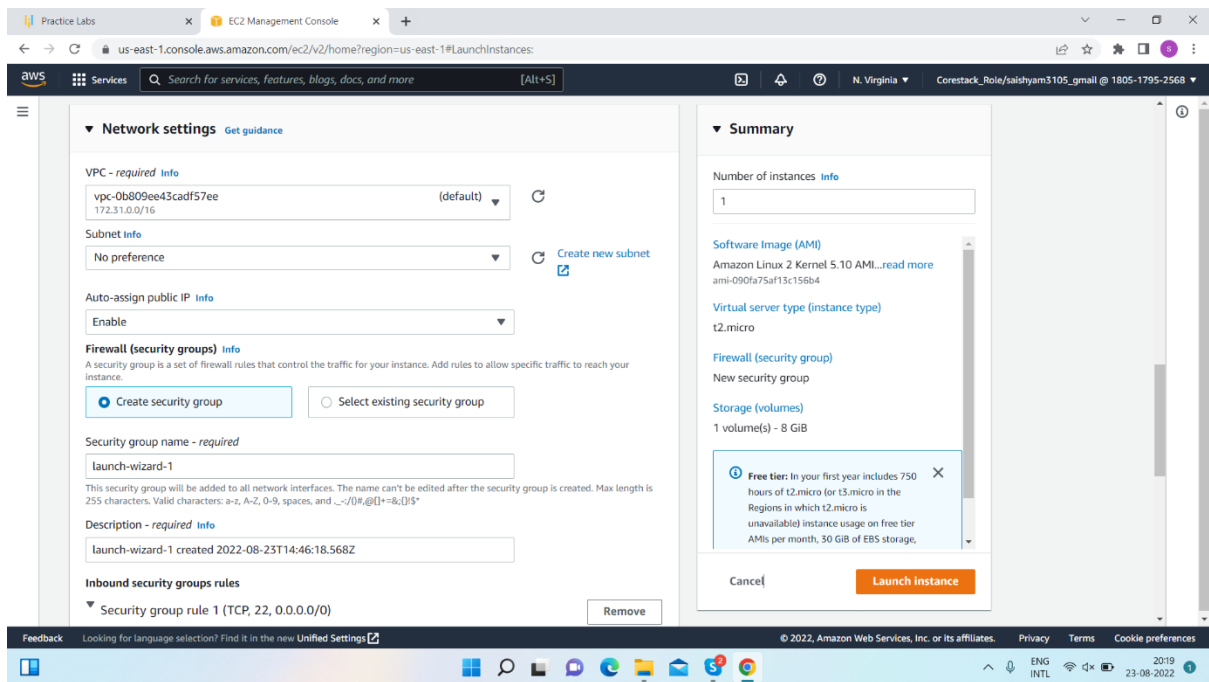 Practice Labs
EC2 Management Console
us-east-1.console.aws.amazon.com/ec2/v2/home?region=us-east-1#LaunchInstances:
S
aws
Services
Search for services, features, blogs, docs, and more
[Alt+S]
N. Virginia
Corestack_Role/saishyam3105_gmail @ 1805-1795-2568
Network settings Get guidance
VPC - required Info
vpc-0b809ee43cadf57ee (default)
172.31.0.0/16
Subnet Info
No preference
Create new subnet
Auto-assign public IP Info
Enable
Firewall (security groups) Info
A security group is a set of firewall rules that control the traffic for your instance. Add rules to allow specific traffic to reach your
instance.
Create security group
Select existing security group
Security group name - required
launch-wizard-1
This security group will be added to all network interfaces. The name can't be edited after the security group is created. Max length is
255 characters. Valid characters: a-z, A-Z, 0-9, spaces, and ._-:/()#,@[]+=&;{}!$*
Description - required Info
launch-wizard-1 created 2022-08-23T14:46:18.568Z
Inbound security groups rules
Security group rule 1 (TCP, 22, 0.0.0.0/0)
Remove
Summary
Number of instances Info
1
Software Image (AMI)
Amazon Linux 2 Kernel 5.10 AMI...read more
ami-090fa75af13c156b4
Virtual server type (instance type)
t2.micro
Firewall (security group)
New security group
Storage (volumes)
1 volume(s) - 8 GiB
Free tier: In your first year includes 750
hours of t2.micro (or t3.micro in the
Regions in which t2.micro is
unavailable) instance usage on free tier
AMIs per month, 30 GiB of EBS storage,
Cancel
Launch instance
Feedback
Looking for language selection? Find it in the new Unified Settings
© 2022, Amazon Web Services, Inc. or its affiliates.
Privacy
Terms
Cookie preferences
2
ENG
INTL
20:19
23-08-2022
1